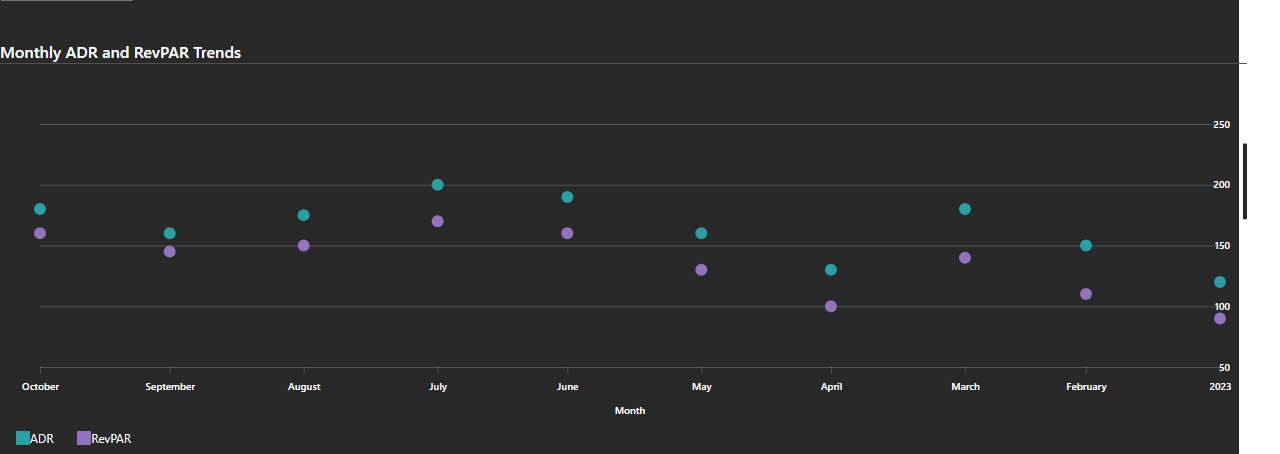 Monthly ADR and RevPAR Trends
250
200
150
100
50
October September August July June May April March February 2023
Month
ADR RevPAR